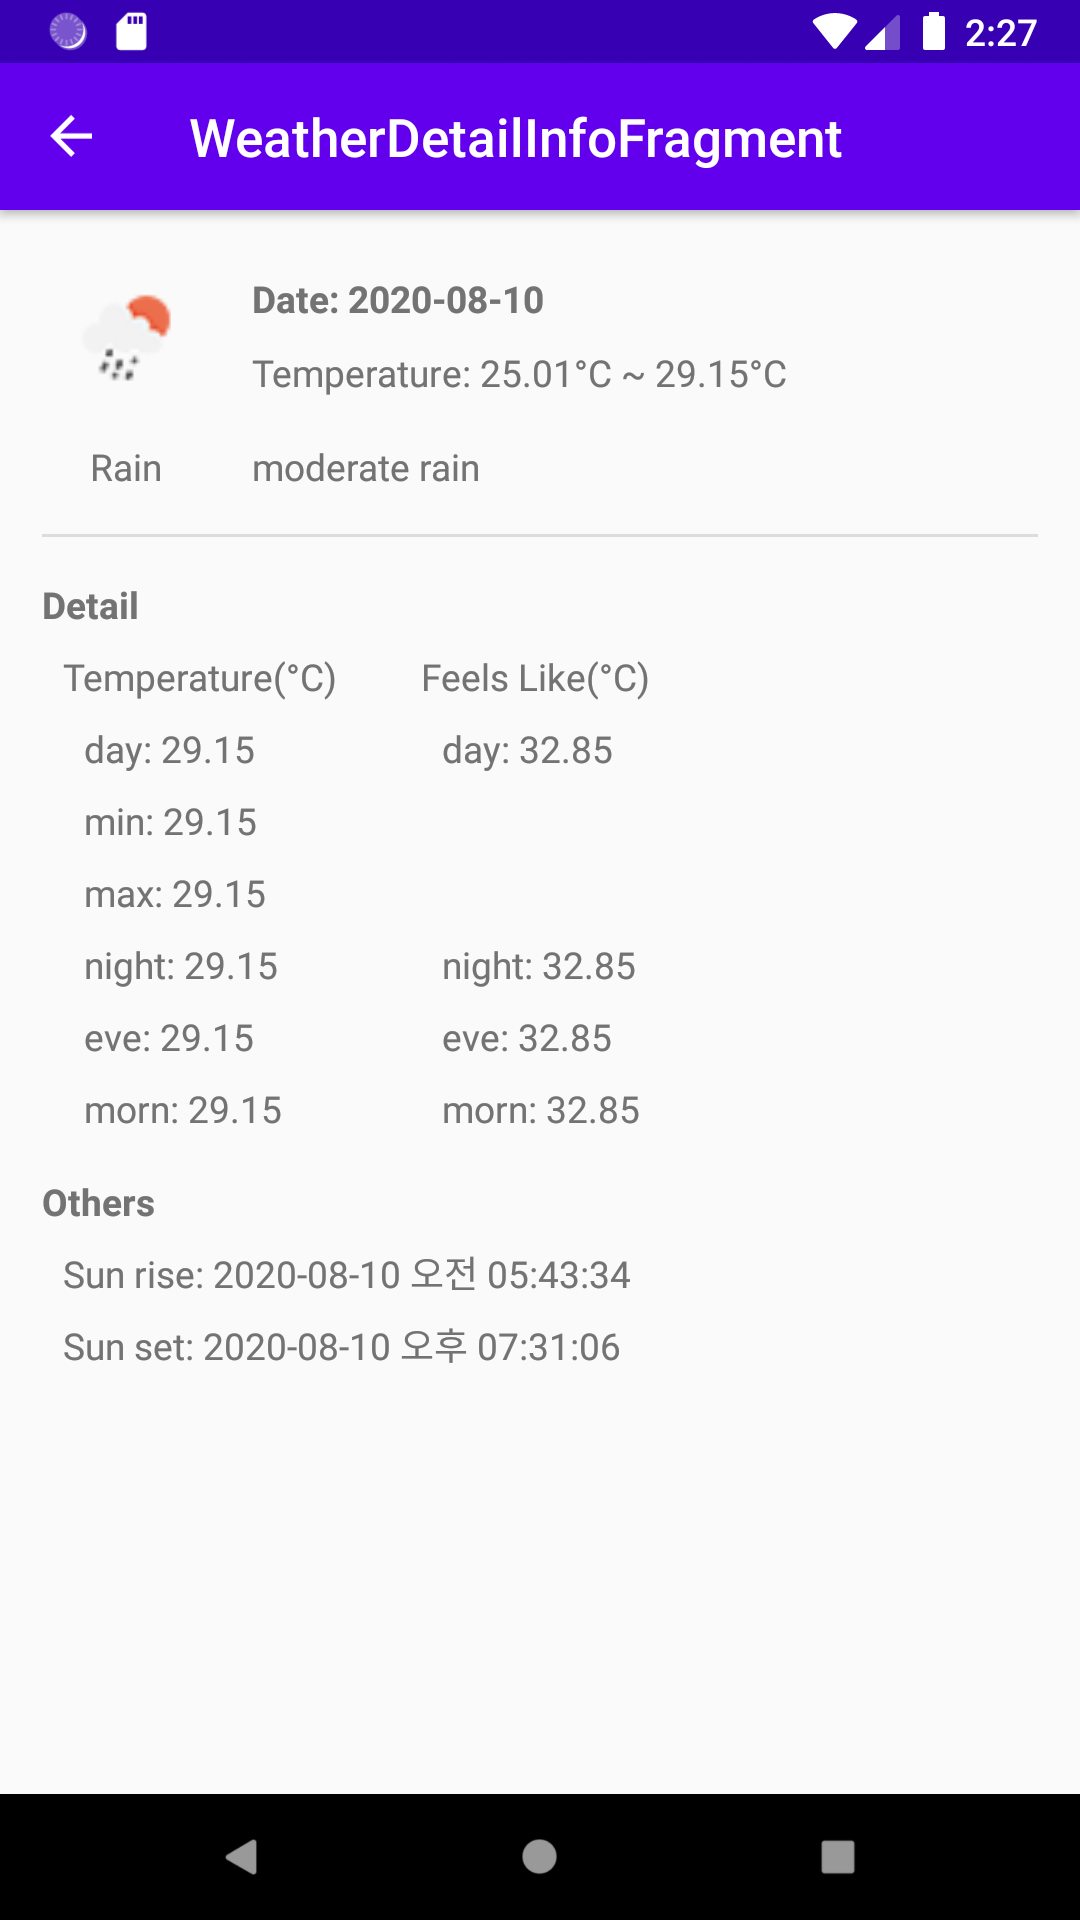 2:27
WeatherDetailInfoFragment
Date: 2020-08-10
Temperature: 25.01°C ~ 29.15°C
Rain moderate rain
Detail
Temperature(°C) Feels Like(°C)
day: 29.15 day: 32.85
min: 29.15
max: 29.15
night: 29.15 night: 32.85
eve: 29.15 eve: 32.85
morn: 29.15 morn: 32.85
Others
Sun rise: 2020-08-10 오전 05:43:34
Sun set: 2020-08-10 오후 07:31:06